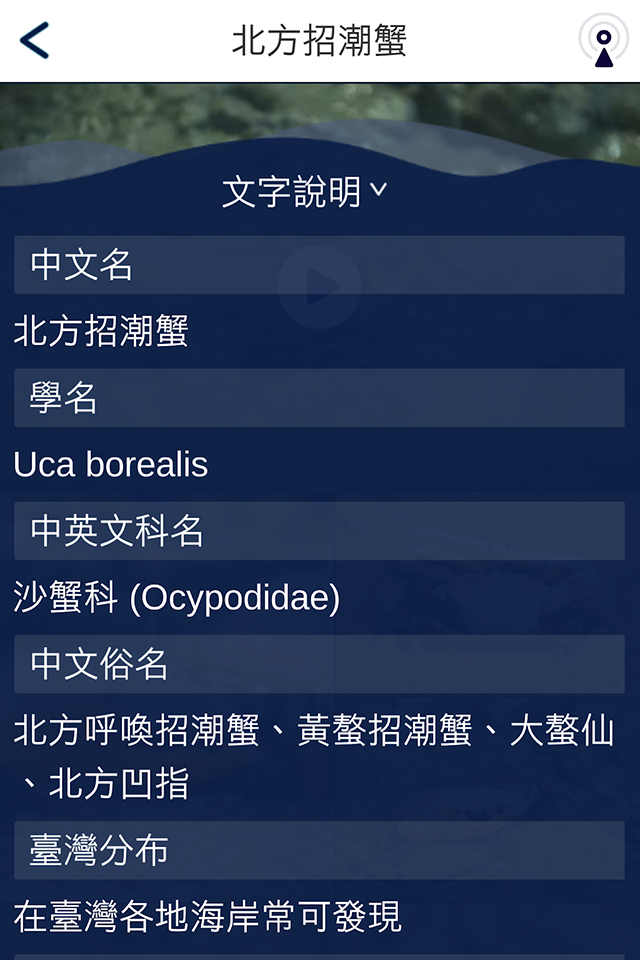 北方招潮蟹
文字說明
中文名
北方招潮蟹
學名
Uca borealis
中英文科名
沙蟹科 (Ocypodidae)
中文俗名
北方呼喚招潮蟹、黃螯招潮蟹、大螯仙
、北方凹指
臺灣分布
在臺灣各地海岸常可發現